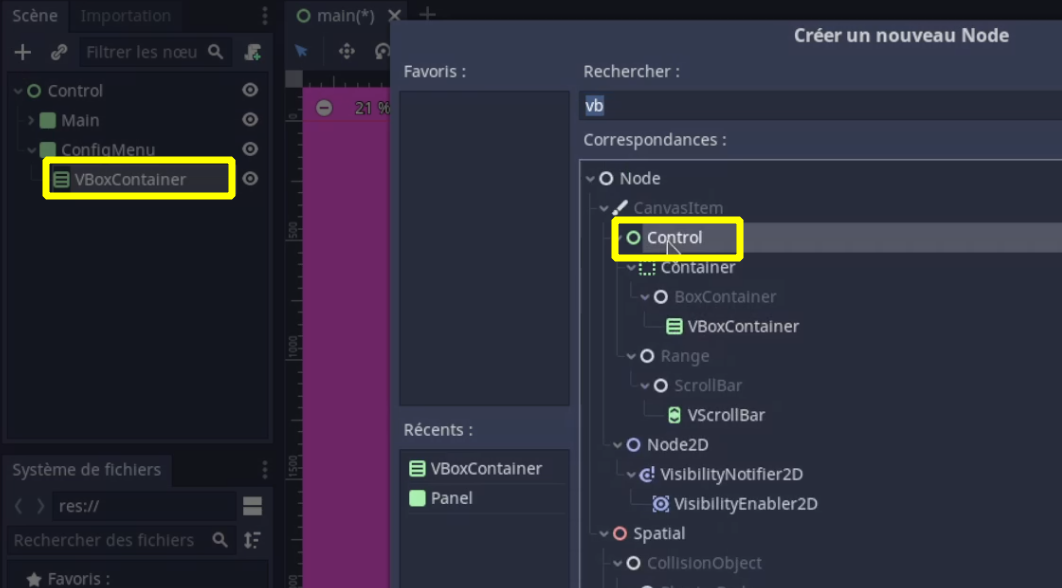 Scène
Importation
main(*)
Filtrer les nœu
Control
Main
ConfigMenu
VBoxContainer
Système de fichiers
res://
Rechercher des fichiers
Favoris :
21 %
500
1000
1500
Créer un nouveau Node
Favoris :
Récents :
VBoxContainer
Panel
Rechercher :
vb
Correspondances :
Node
CanvasItem
Control
Container
BoxContainer
VBoxContainer
Range
ScrollBar
VScrollBar
Node2D
VisibilityNotifier2D
VisibilityEnabler2D
Spatial
CollisionObject